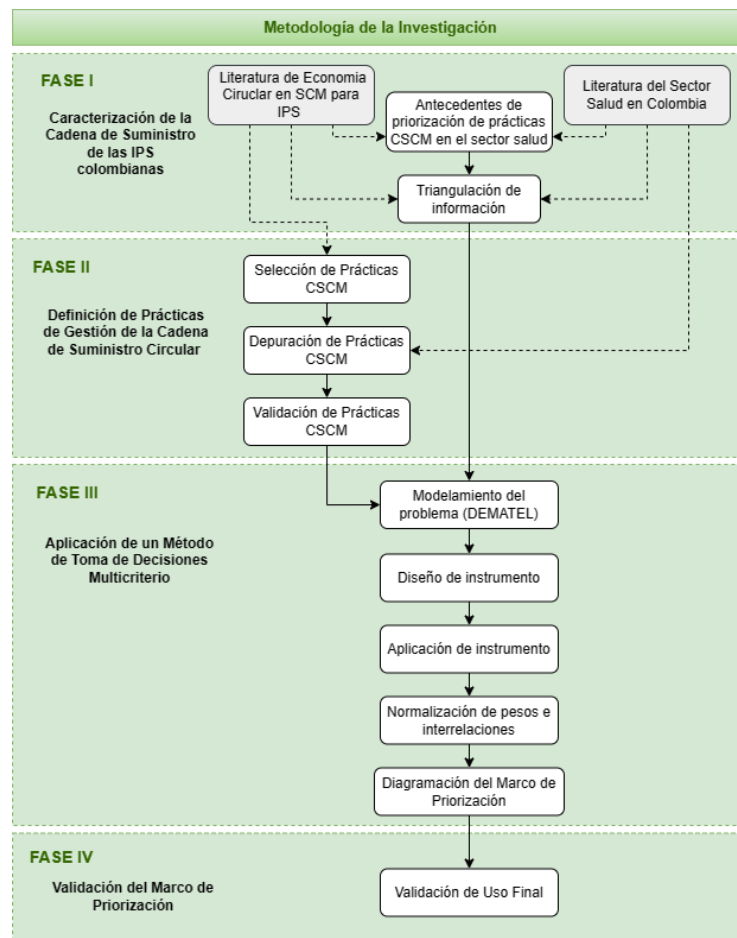 Metodología de la Investigación
FASE I
Caracterización de la
Cadena de Suministro
de las IPS
colombianas
Literatura de Economia
Ciruclar en SCM para
IPS
Antecedentes de
priorización de prácticas
CSCM en el sector salud
Literatura del Sector
Salud en Colombia
Triangulación de
información
FASE II
Definición de Prácticas
de Gestión de la Cadena
de Suministro Circular
Selección de Prácticas
CSCM
Depuración de Prácticas
CSCM
Validación de Prácticas
CSCM
FASE III
Aplicación de un Método
de Toma de Decisiones
Multicriterio
Modelamiento del
problema (DEMATEL)
Diseño de instrumento
Aplicación de instrumento
Normalización de pesos e
interrelaciones
Diagramación del Marco de
Priorización
FASE IV
Validación del Marco de
Priorización
Validación de Uso Final